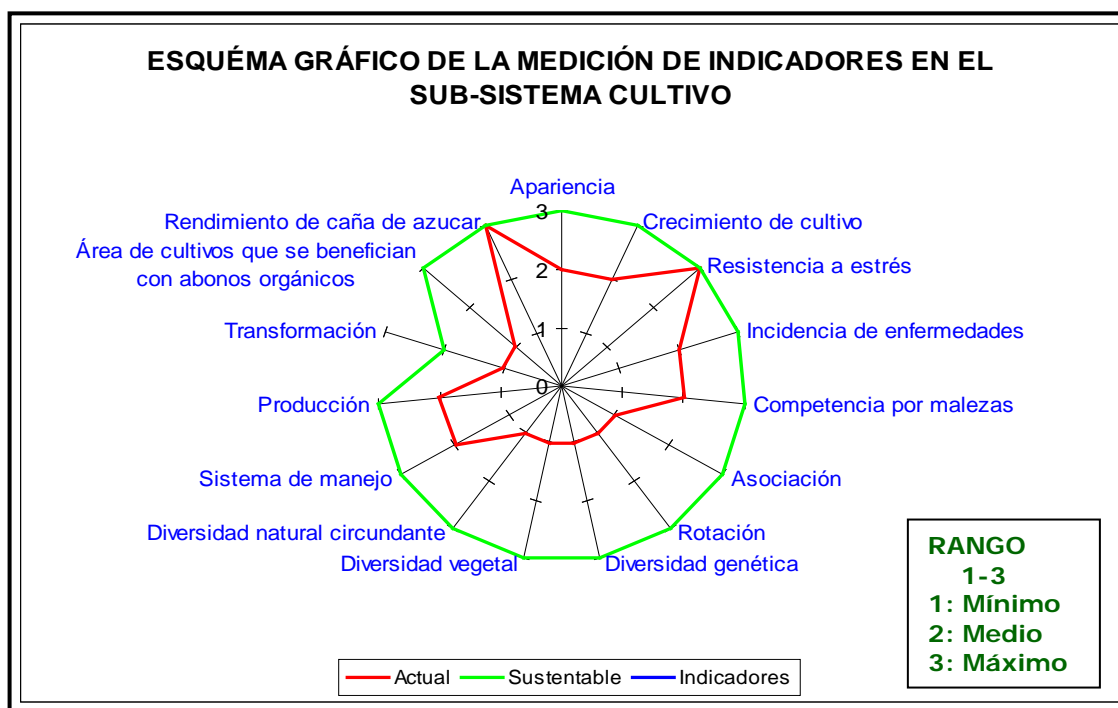 ESQUÉMA GRÁFICO DE LA MEDICIÓN DE INDICADORES EN EL
SUB-SISTEMA CULTIVO
Apariencia
Crecimiento de cultivo
Resistencia a estrés
Incidencia de enfermedades
Competencia por malezas
Asociación
Rotación
Diversidad genética
Diversidad vegetal
Diversidad natural circundante
Sistema de manejo
Producción
Transformación
Área de cultivos que se benefician
con abonos orgánicos
Rendimiento de caña de azucar
3
2
1
0
RANGO
1-3
1: Mínimo
2: Medio
3: Máximo
Actual
Sustentable
Indicadores